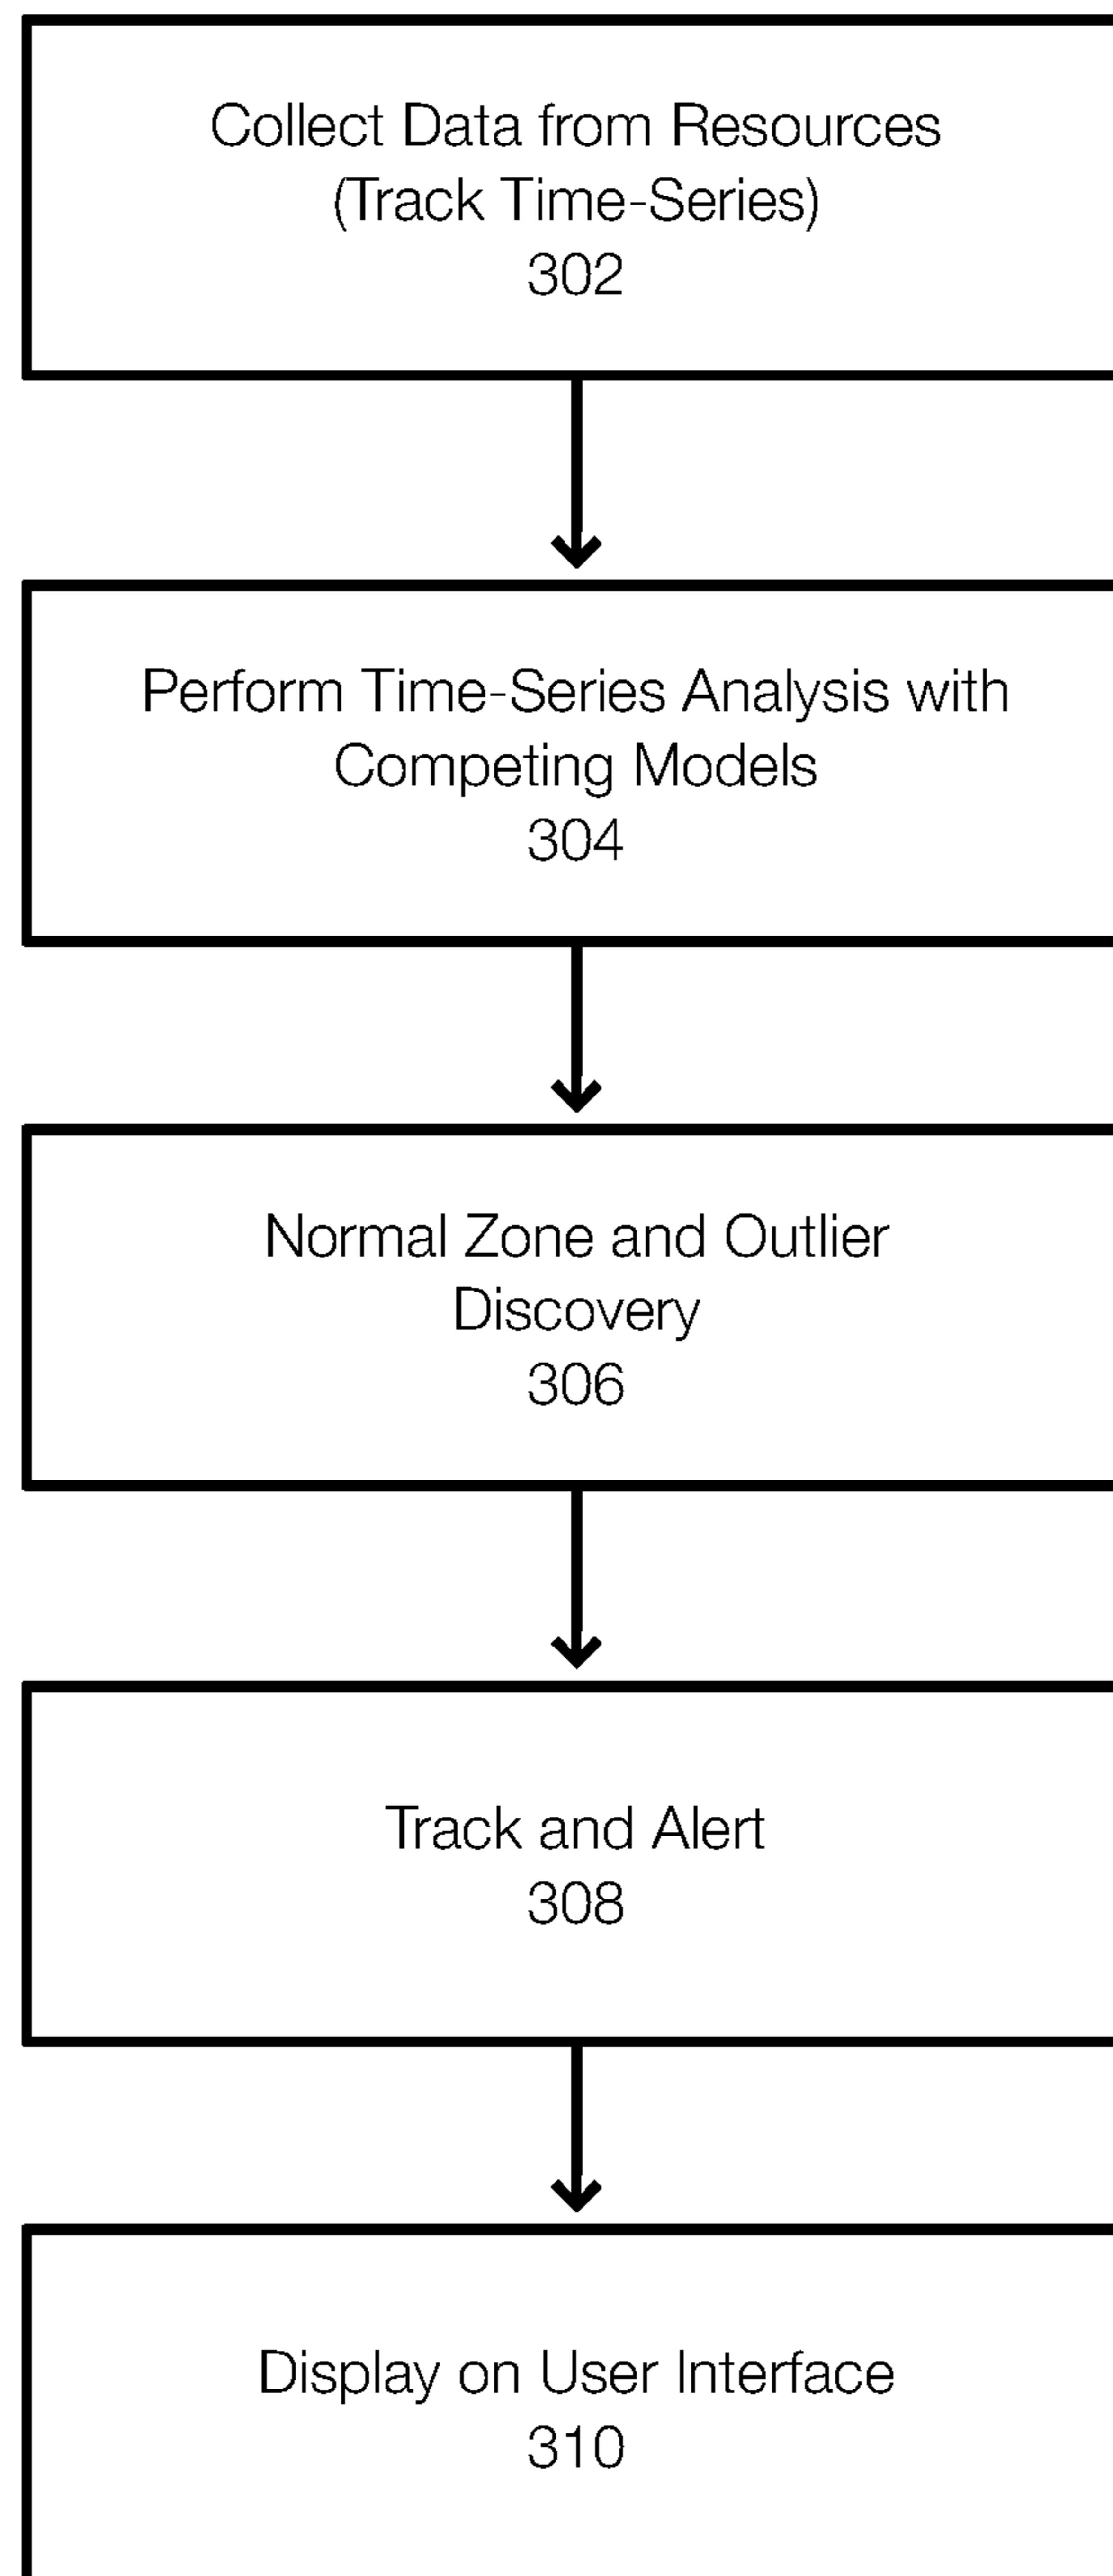 Collect Data from Resources
(Track Time-Series)
302
Perform Time-Series Analysis with
Competing Models
304
Normal Zone and Outlier
Discovery
306
Track and Alert
308
Display on User Interface
310